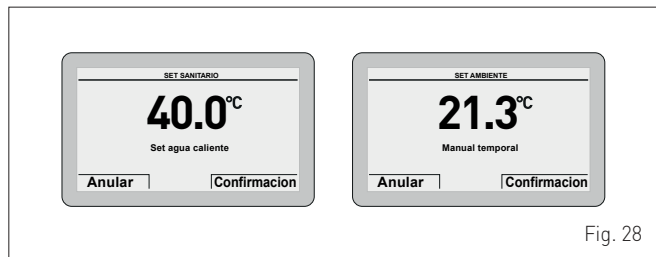 SET SANITARIO
40.0°C
Set agua caliente
Anular
Confirmacion
SET AMBIENTE
21.3°C
Manual temporal
Anular
Confirmacion
Fig. 28